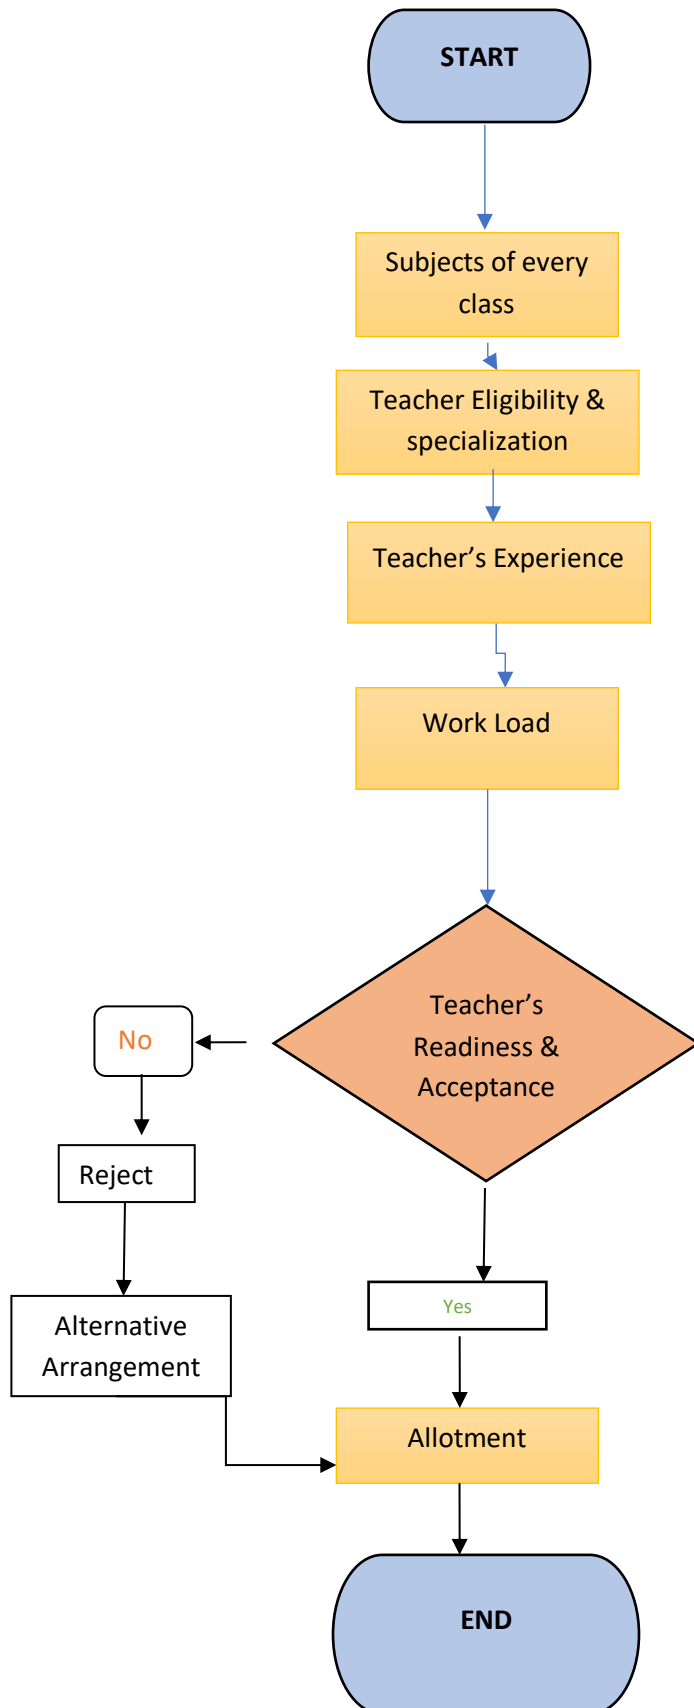 START
Subjects of every
class
Teacher Eligibility &
specialization
Teacher’s Experience
Work Load
Teacher’s
Readiness &
Acceptance
No
Reject
Yes
Alternative
Arrangement
Allotment
END